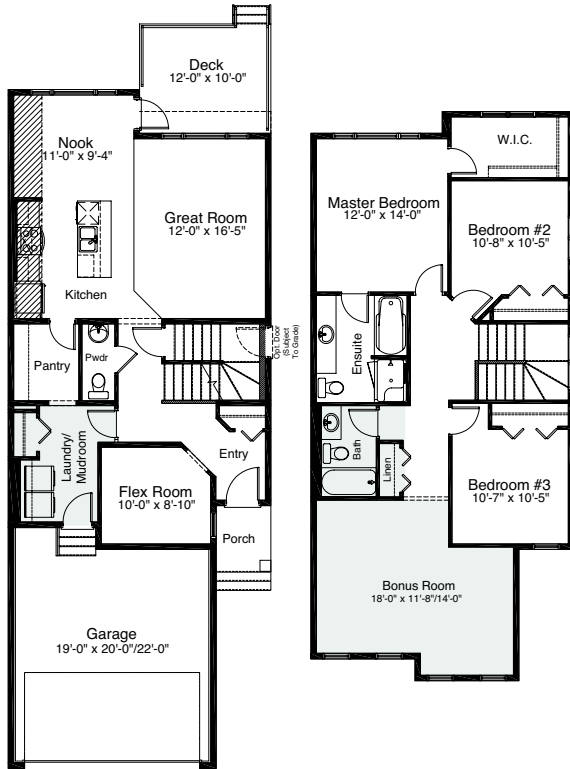 Deck
12'-0" x 10'-0"
Nook
11'-0" x 9'-4"
Great Room
12'-0" x 16'-5"
Kitchen
Pantry
Pwdr
Opt. Door
(Subject
To Grade)
Laundry/
Mudroom
Entry
Flex Room
10'-0" x 8'-10"
Porch
Garage
19'-0" x 20'-0"/22'-0"
W.I.C.
Master Bedroom
12'-0" x 14'-0"
Bedroom #2
10'-8" x 10'-5"
Ensuite
Bath
Linen
Bedroom #3
10'-7" x 10'-5"
Bonus Room
18'-0" x 11'-8"/14'-0"